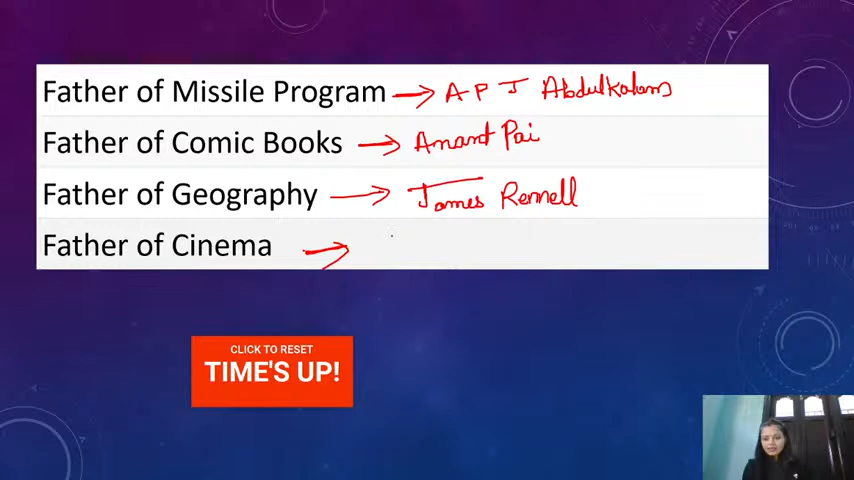 Father of Missile Program → A P J Abdulkalam
Father of Comic Books → Anant Pai
Father of Geography → James Rennell
Father of Cinema →
CLICK TO RESET
TIME'S UP!